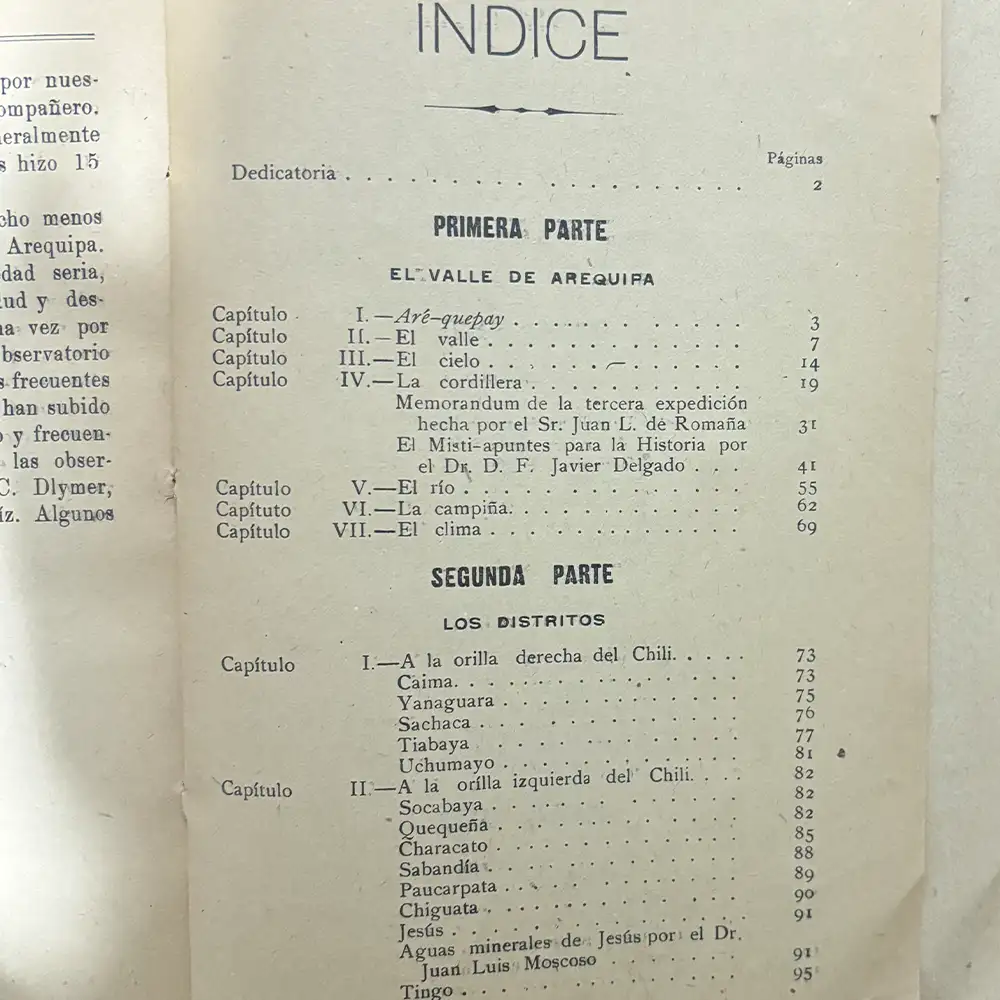 por nues-
ompañero.
neralmente
s hizo 15
cho menos
Arequipa.
dad seria,
tud y des-
na vez por
bservatorio
s frecuentes
han subido
o y frecuen-
las obser-
C. Dlymer,
íz. Algunos
INDICE
Páginas
Dedicatoria . . . . . . . . . . . . . . . 2
PRIMERA PARTE
EL VALLE DE AREQUIPA
Capítulo I.—Aré-quepay . . . . . . . . . . 3
Capítulo II.—El valle . . . . . . . . . . 7
Capítulo III.—El cielo . . . . . . . . . . 14
Capítulo IV.—La cordillera . . . . . . . . . 19
Memorandum de la tercera expedición
hecha por el Sr. Juan L. de Romaña 31
El Misti-apuntes para la Historia por
el Dr. D. F. Javier Delgado . . . 41
Capítulo V.—El río . . . . . . . . . . . 55
Capítuto VI.—La campiña . . . . . . . . . 62
Capítulo VII.—El clima . . . . . . . . . . 69
SEGUNDA PARTE
LOS DISTRITOS
Capítulo I.—A la orilla derecha del Chili . . . . 73
Caima . . . . . . . . . . . . 73
Yanaguara . . . . . . . . . . 75
Sachaca . . . . . . . . . . . 76
Tiabaya . . . . . . . . . . . 77
Uchumayo . . . . . . . . . . 81
Capítulo II.—A la orilla izquierda del Chili . . . 82
Socabaya . . . . . . . . . . . 82
Quequeña . . . . . . . . . . . 82
Characato . . . . . . . . . . . 85
Sabandía . . . . . . . . . . . 88
Paucarpata . . . . . . . . . . 89
Chiguata . . . . . . . . . . . 90
Jesús . . . . . . . . . . . . 91
Aguas minerales de Jesús por el Dr.
Juan Luis Moscoso . . . . . . 91
Tingo . . . . . . . . . . . . 95